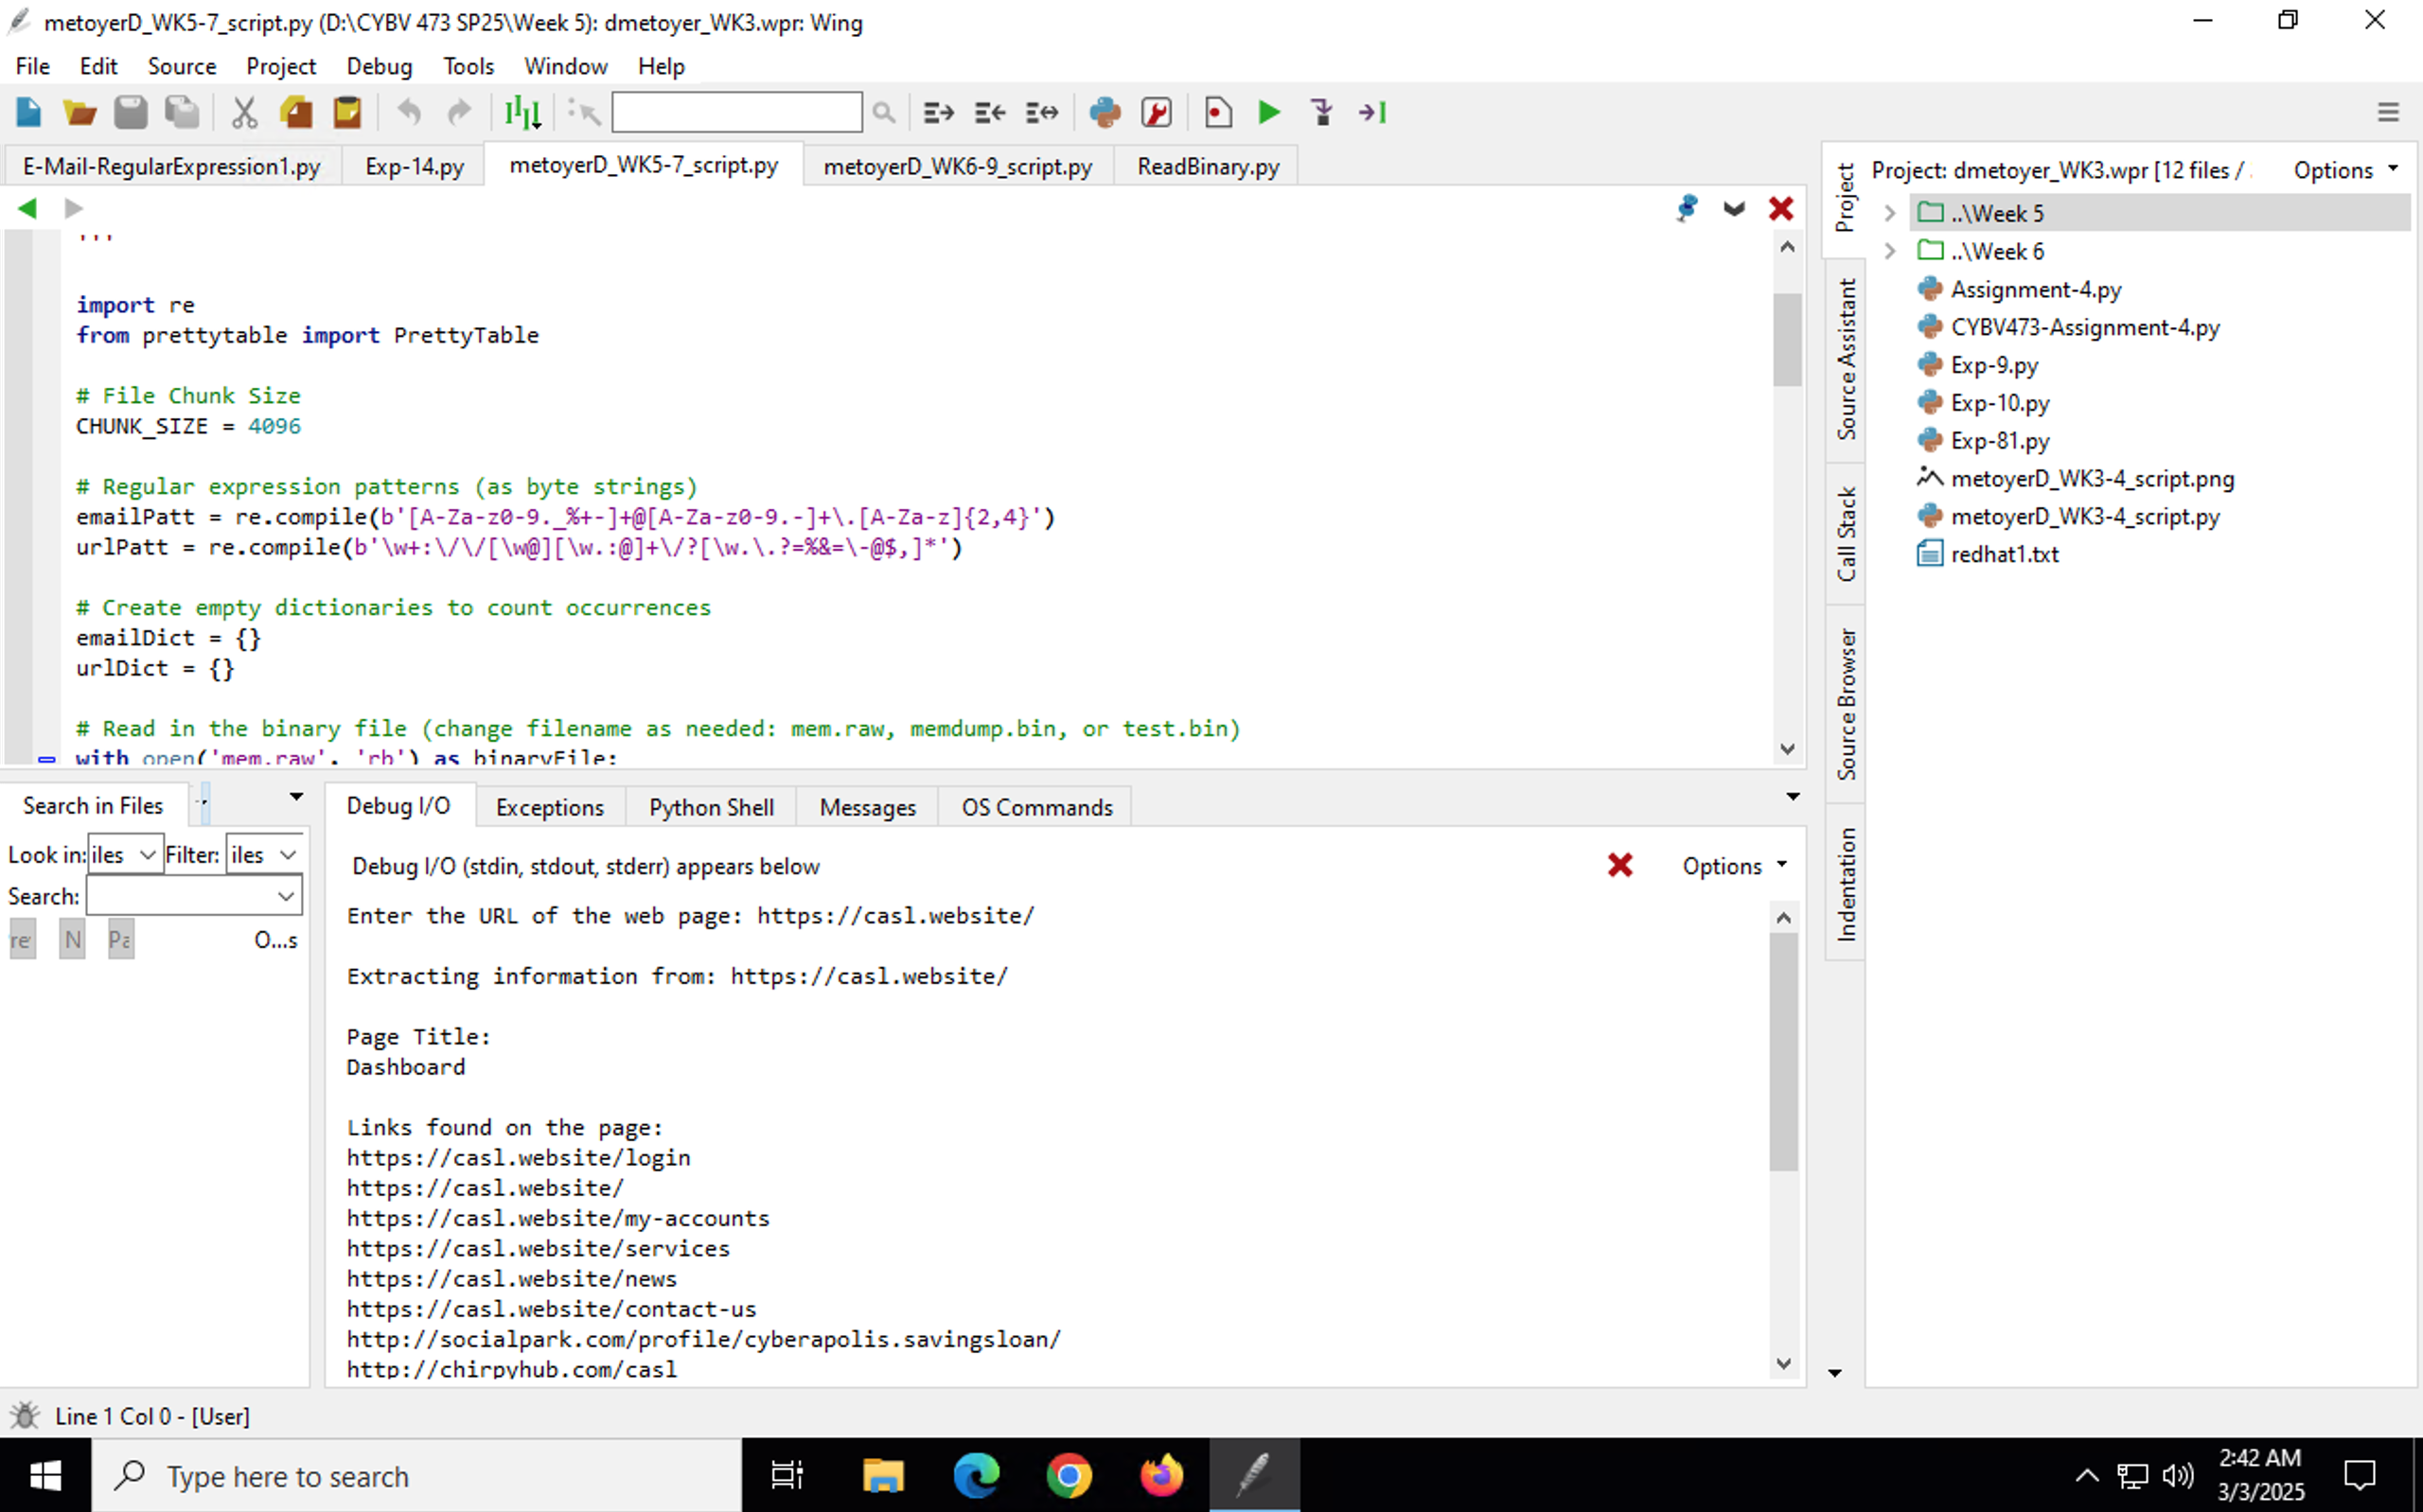 metoyerD_WK5-7_script.py (D:\CYBV 473 SP25\Week 5): dmetoyer_WK3.wpr: Wing
File Edit Source Project Debug Tools Window Help
E-Mail-RegularExpression1.py Exp-14.py metoyerD_WK5-7_script.py metoyerD_WK6-9_script.py ReadBinary.py
'''
import re
from prettytable import PrettyTable
# File Chunk Size
CHUNK_SIZE = 4096
# Regular expression patterns (as byte strings)
emailPatt = re.compile(b'[A-Za-z0-9._%+-]+@[A-Za-z0-9.-]+\.[A-Za-z]{2,4}')
urlPatt = re.compile(b'\w+:\/\/[\w@][\w.:@]+\/?[\w.\.?=%&=\-@$,]*')
# Create empty dictionaries to count occurrences
emailDict = {}
urlDict = {}
# Read in the binary file (change filename as needed: mem.raw, memdump.bin, or test.bin)
with open('mem.raw', 'rb') as binaryFile:
Project
Source Assistant
Call Stack
Source Browser
Indentation
Project: dmetoyer_WK3.wpr [12 files / Options
..\Week 5
..\Week 6
Assignment-4.py
CYBV473-Assignment-4.py
Exp-9.py
Exp-10.py
Exp-81.py
metoyerD_WK3-4_script.png
metoyerD_WK3-4_script.py
redhat1.txt
Search in Files
Look in: iles Filter: iles
Search:
re N Pa O...s
Debug I/O Exceptions Python Shell Messages OS Commands
Debug I/O (stdin, stdout, stderr) appears below Options
Enter the URL of the web page: https://casl.website/
Extracting information from: https://casl.website/
Page Title:
Dashboard
Links found on the page:
https://casl.website/login
https://casl.website/
https://casl.website/my-accounts
https://casl.website/services
https://casl.website/news
https://casl.website/contact-us
http://socialpark.com/profile/cyberapolis.savingsloan/
http://chirpyhub.com/casl
Line 1 Col 0 - [User]
Type here to search
2:42 AM
3/3/2025